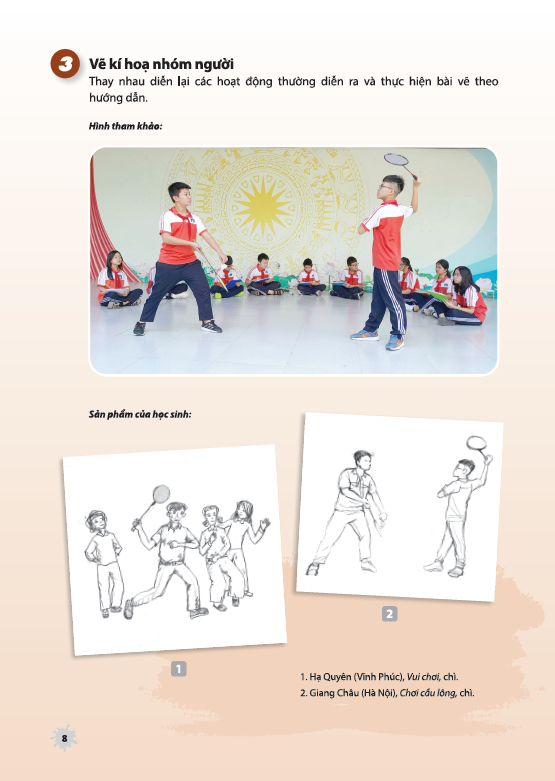 3 Vẽ kí hoạ nhóm người
Thay nhau diễn lại các hoạt động thường diễn ra và thực hiện bài vẽ theo
hướng dẫn.
Hình tham khảo:
Sản phẩm của học sinh:
1
2
1. Hạ Quyên (Vĩnh Phúc), Vui chơi, chì.
2. Giang Châu (Hà Nội), Chơi cầu lông, chì.
8